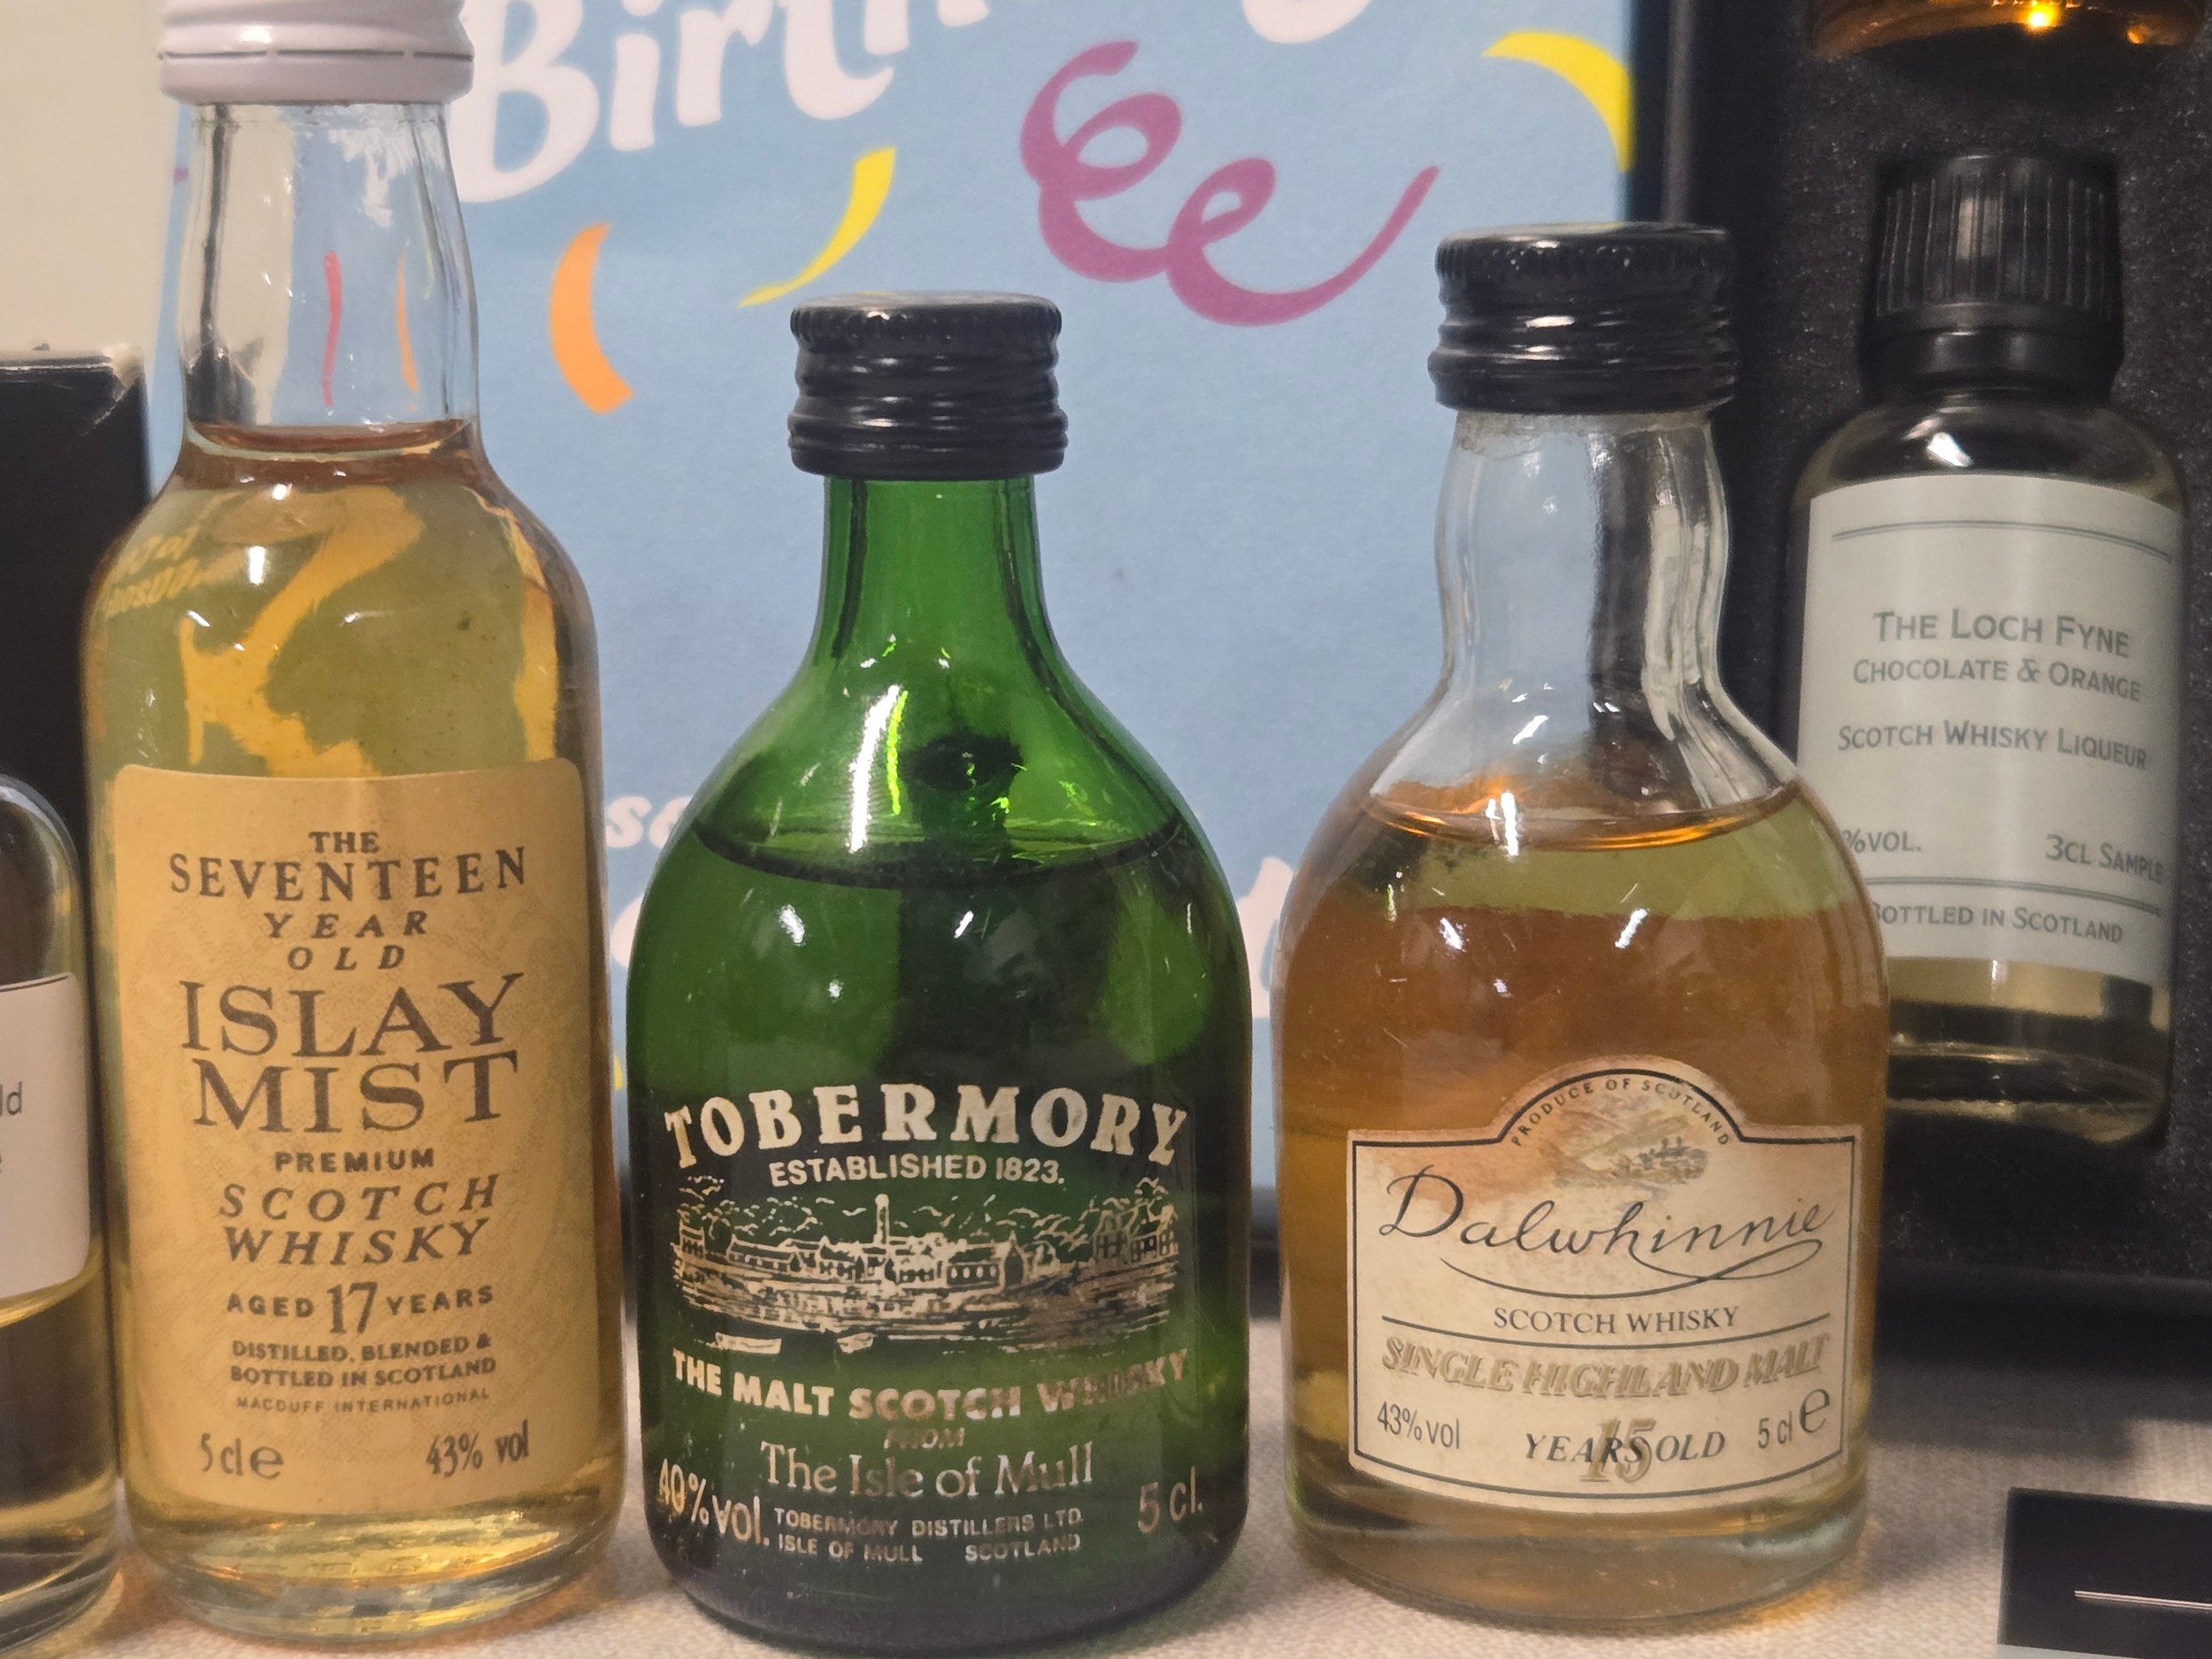 Birth
THE
SEVENTEEN
YEAR
OLD
ISLAY
MIST
PREMIUM
SCOTCH
WHISKY
AGED 17 YEARS
DISTILLED, BLENDED &
BOTTLED IN SCOTLAND
MACDUFF INTERNATIONAL
5 cl e
43% vol
TOBERMORY
ESTABLISHED 1823.
THE MALT SCOTCH WHISKY
FROM
The Isle of Mull
40% vol.
TOBERMORY DISTILLERS LTD.
ISLE OF MULL SCOTLAND
5 cl.
PRODUCE OF SCOTLAND
Dalwhinnie
SCOTCH WHISKY
SINGLE HIGHLAND MALT
43% vol
15
YEARS OLD
5 cl e
THE LOCH FYNE
CHOCOLATE & ORANGE
SCOTCH WHISKY LIQUEUR
%VOL.
3CL SAMPLE
BOTTLED IN SCOTLAND